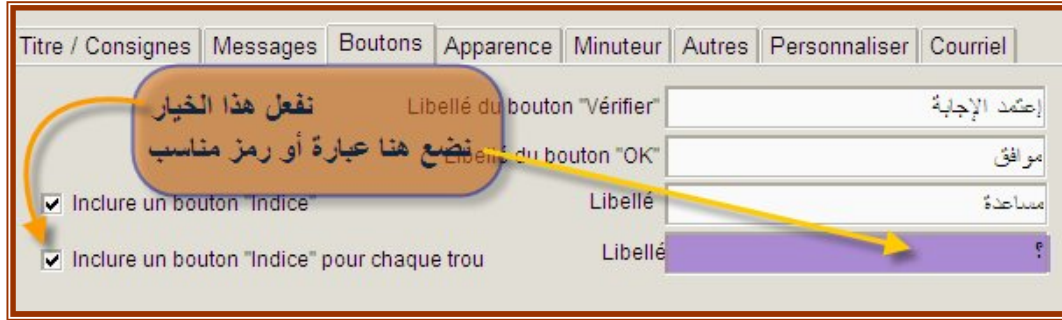 Titre / Consignes Messages Boutons Apparence Minuteur Autres Personnaliser Courriel
نفعل هذا الخيار
نضع هنا عبارة أو رمز مناسب
Libellé du bouton "Vérifier" إعتمد الإجابة
Libellé du bouton "OK" موافق
Inclure un bouton "Indice" Libellé مساعدة
Inclure un bouton "Indice" pour chaque trou Libellé ؟